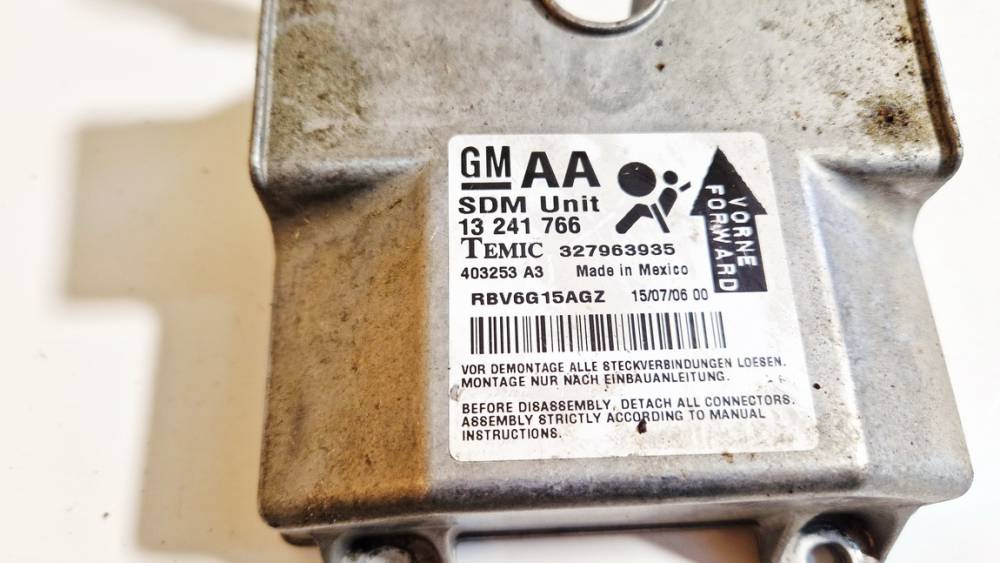 GM AA
SDM Unit
13 241 766
TEMIC 327963935
403253 A3 Made in Mexico
RBV6G15AGZ 15/07/06 00
VORNE
FORWARD
VOR DEMONTAGE ALLE STECKVERBINDUNGEN LOESEN.
MONTAGE NUR NACH EINBAUANLEITUNG.
BEFORE DISASSEMBLY, DETACH ALL CONNECTORS.
ASSEMBLY STRICTLY ACCORDING TO MANUAL
INSTRUCTIONS.